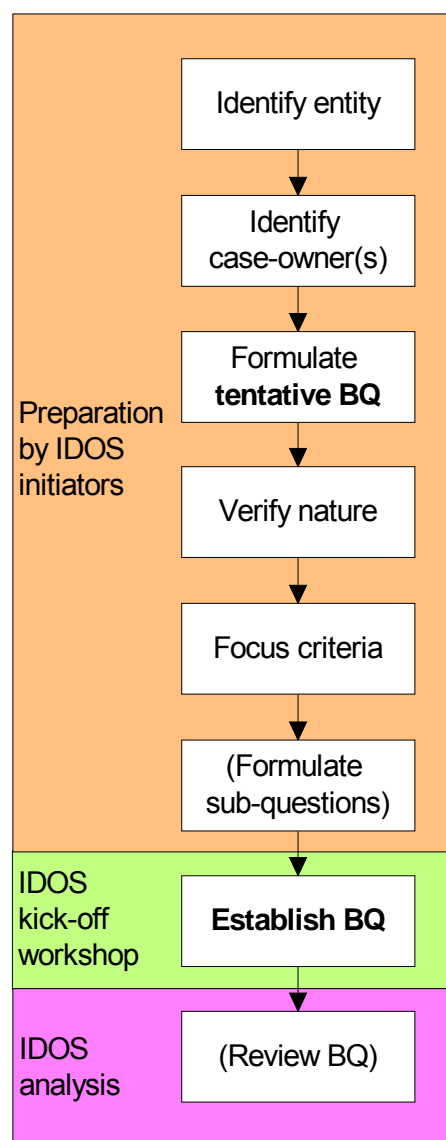 Identify entity
Identify
case-owner(s)
Formulate
tentative BQ
Preparation
by IDOS
initiators
Verify nature
Focus criteria
(Formulate
sub-questions)
IDOS
kick-off
workshop
Establish BQ
IDOS
analysis
(Review BQ)